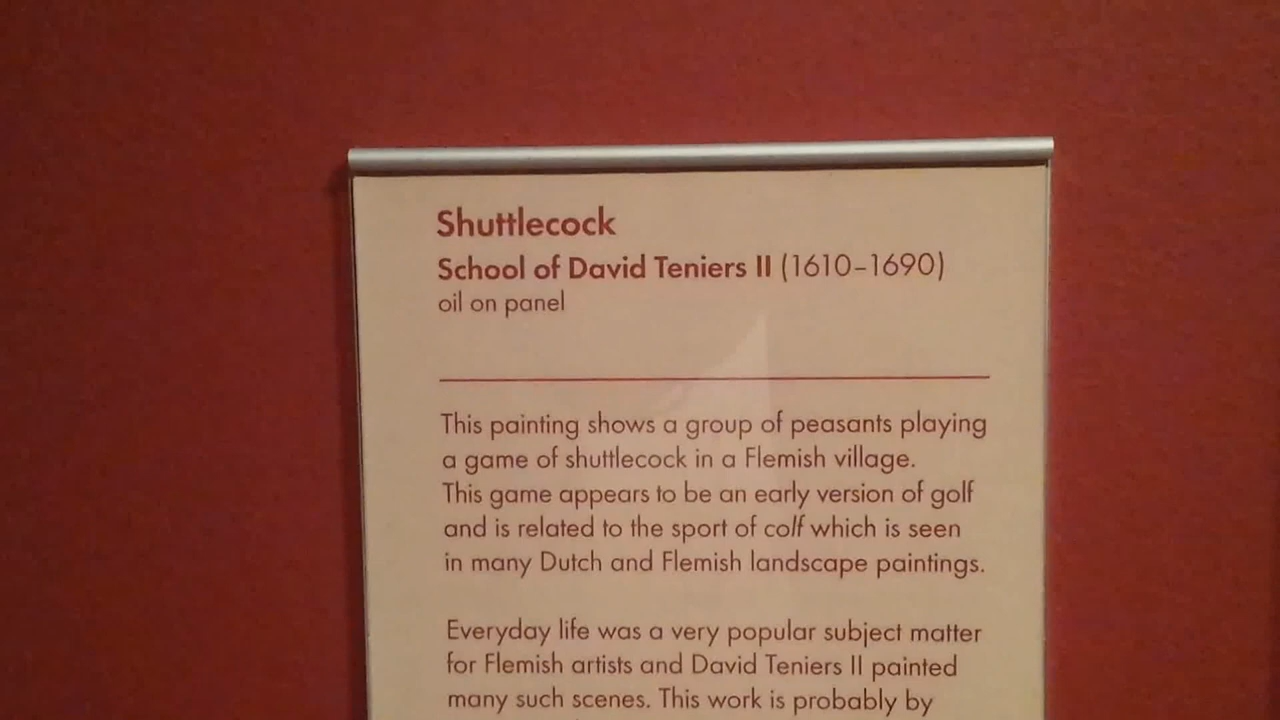 Shuttlecock
School of David Teniers II (1610–1690)
oil on panel
This painting shows a group of peasants playing
a game of shuttlecock in a Flemish village.
This game appears to be an early version of golf
and is related to the sport of colf which is seen
in many Dutch and Flemish landscape paintings.
Everyday life was a very popular subject matter
for Flemish artists and David Teniers II painted
many such scenes. This work is probably by